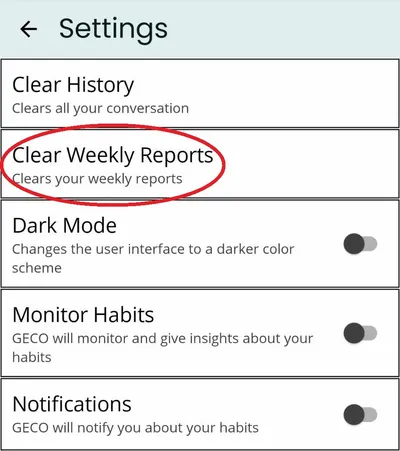 Settings
Clear History
Clears all your conversation
Clear Weekly Reports
Clears your weekly reports
Dark Mode
Changes the user interface to a darker color
scheme
Monitor Habits
GECO will monitor and give insights about your
habits
Notifications
GECO will notify you about your habits